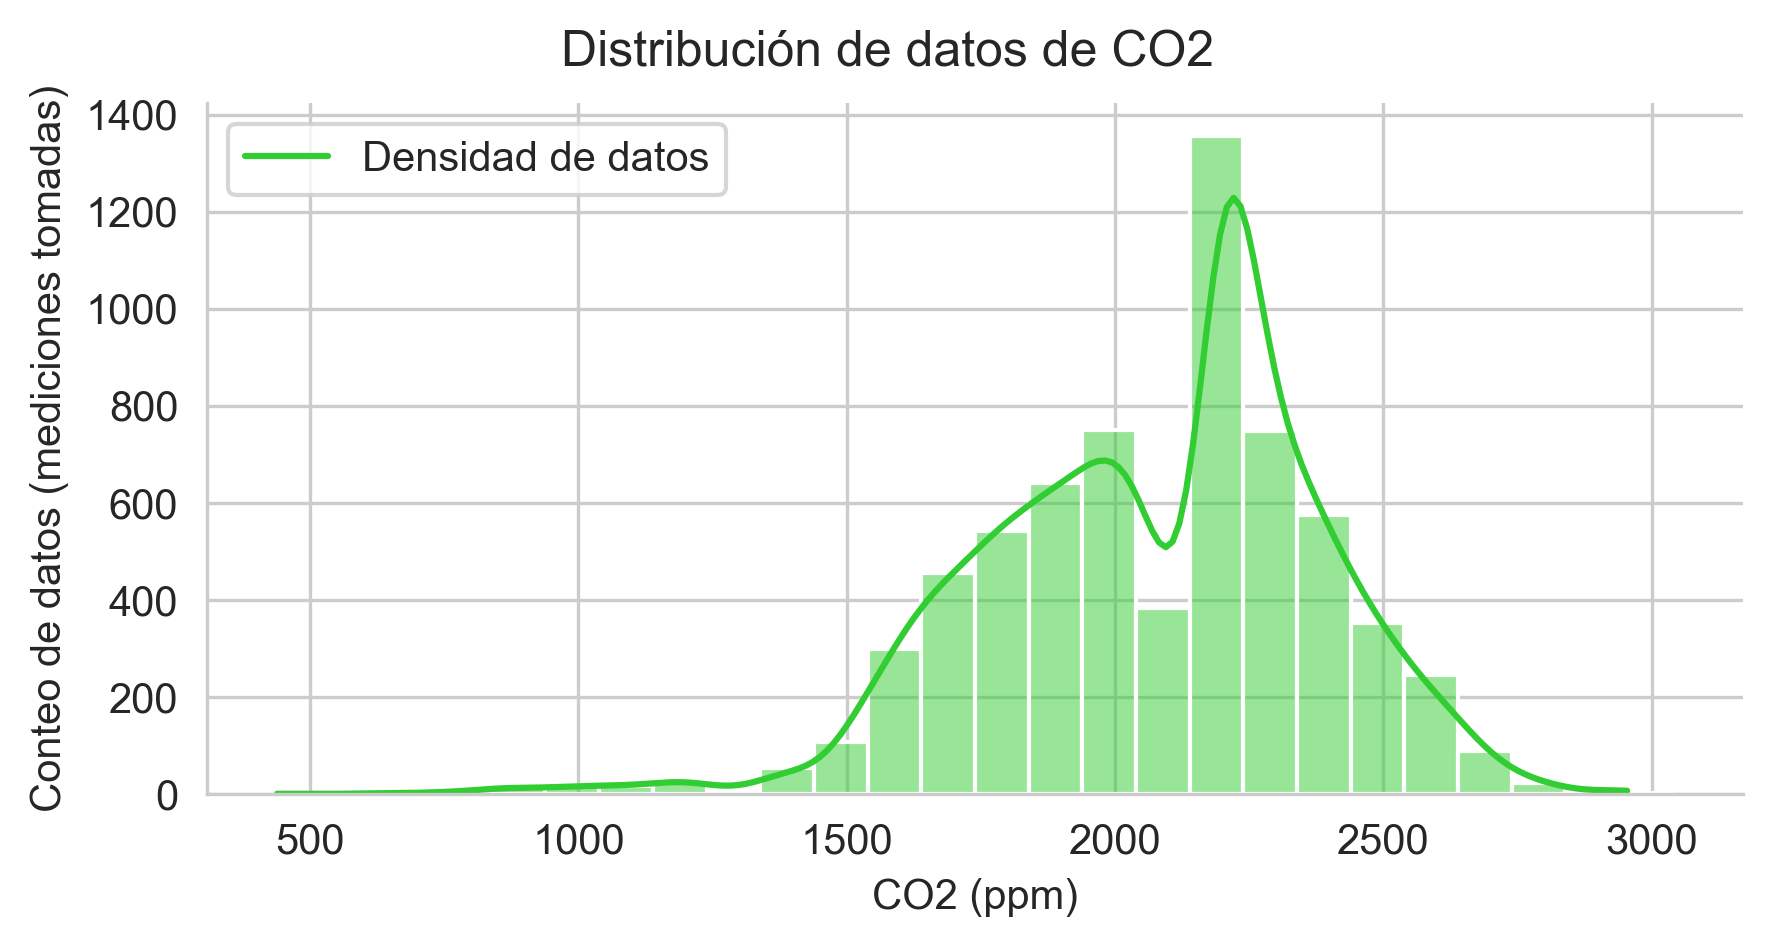 Distribución de datos de CO2
Densidad de datos
Conteo de datos (mediciones tomadas)
1400
1200
1000
800
600
400
200
0
500 1000 1500 2000 2500 3000
CO2 (ppm)